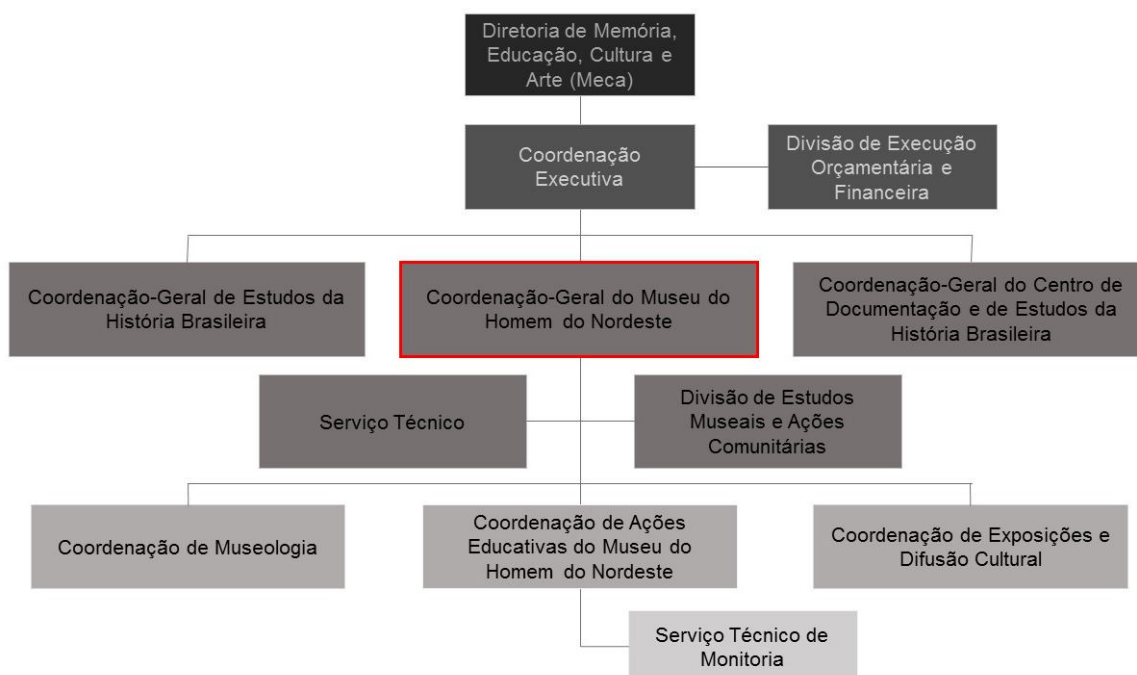 Diretoria de Memória,
Educação, Cultura e
Arte (Meca)
Coordenação
Executiva
Divisão de Execução
Orçamentária e
Financeira
Coordenação-Geral de Estudos da
História Brasileira
Coordenação-Geral do Museu do
Homem do Nordeste
Coordenação-Geral do Centro de
Documentação e de Estudos da
História Brasileira
Serviço Técnico
Divisão de Estudos
Museais e Ações
Comunitárias
Coordenação de Museologia
Coordenação de Ações
Educativas do Museu do
Homem do Nordeste
Coordenação de Exposições e
Difusão Cultural
Serviço Técnico de
Monitoria